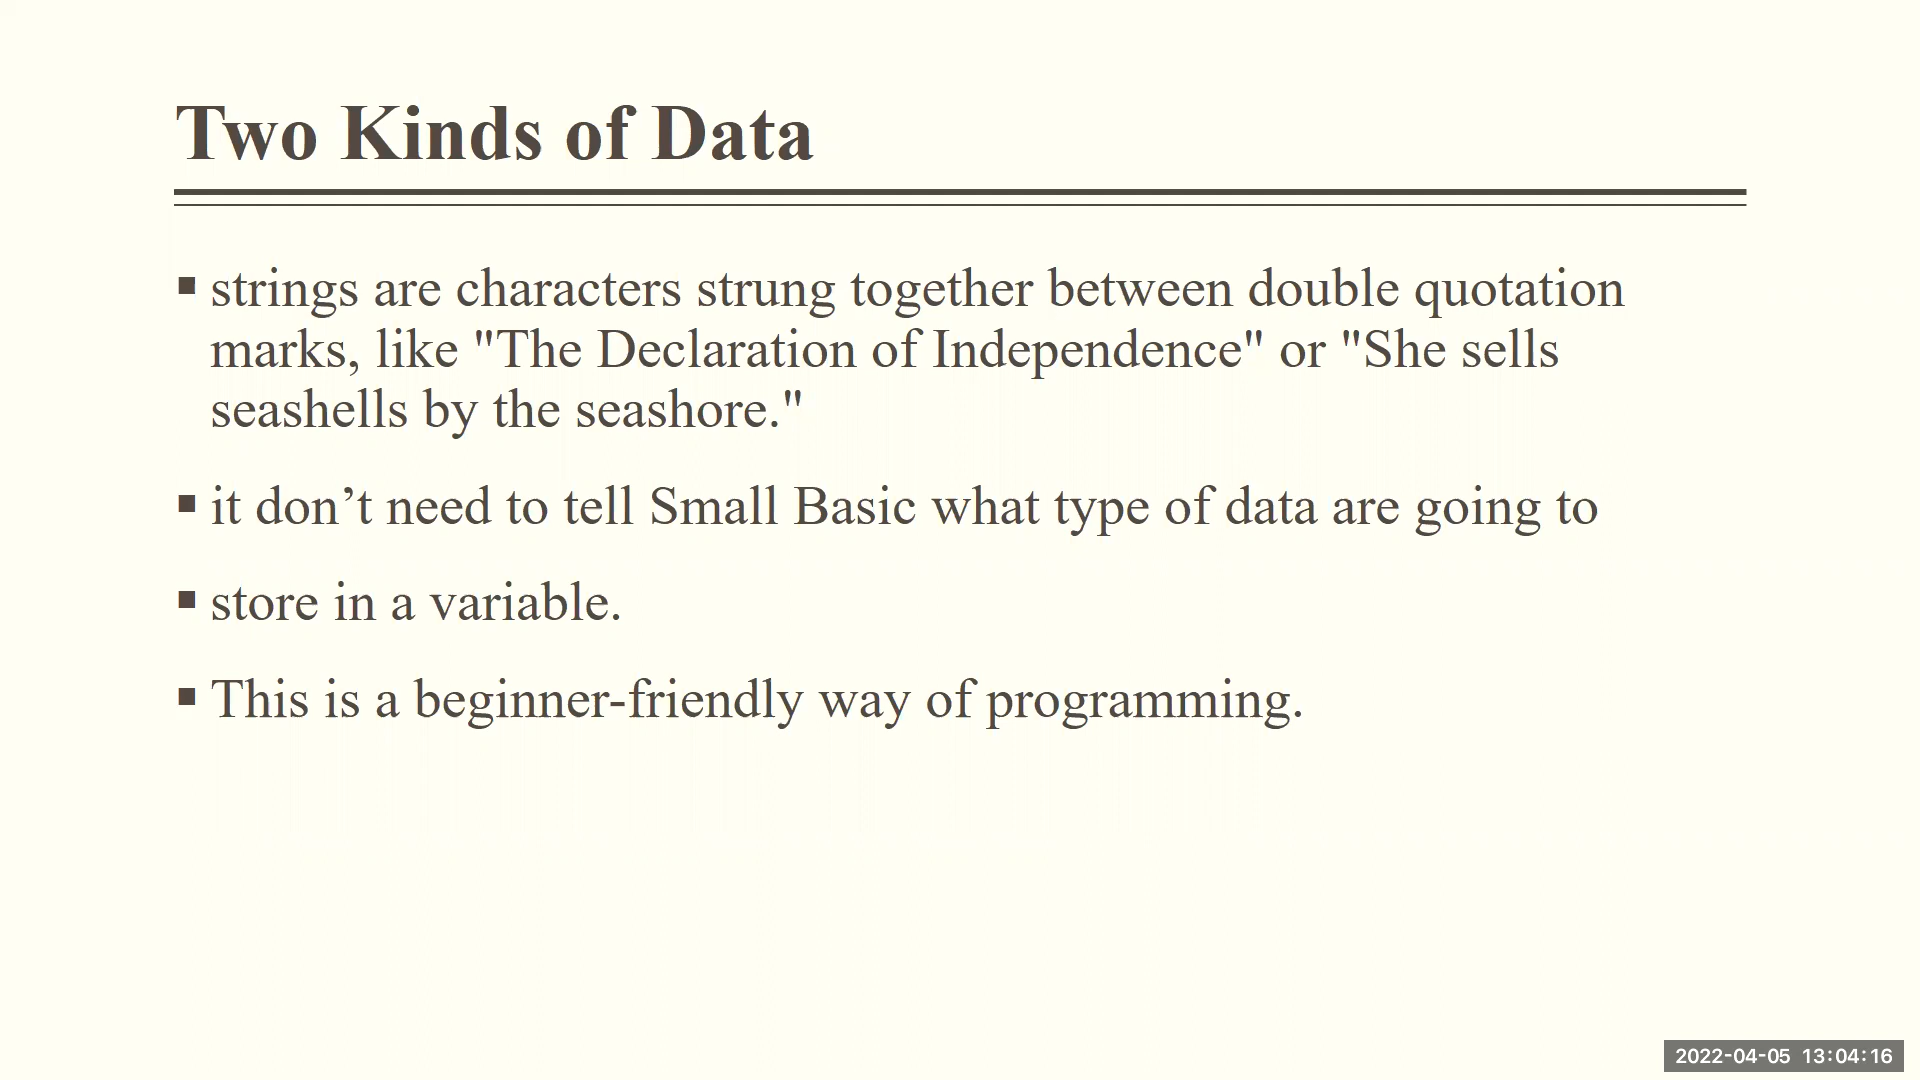 Two Kinds of Data
▪ strings are characters strung together between double quotation
marks, like "The Declaration of Independence" or "She sells
seashells by the seashore."
▪ it don’t need to tell Small Basic what type of data are going to
▪ store in a variable.
▪ This is a beginner-friendly way of programming.
2022-04-05 13:04:16